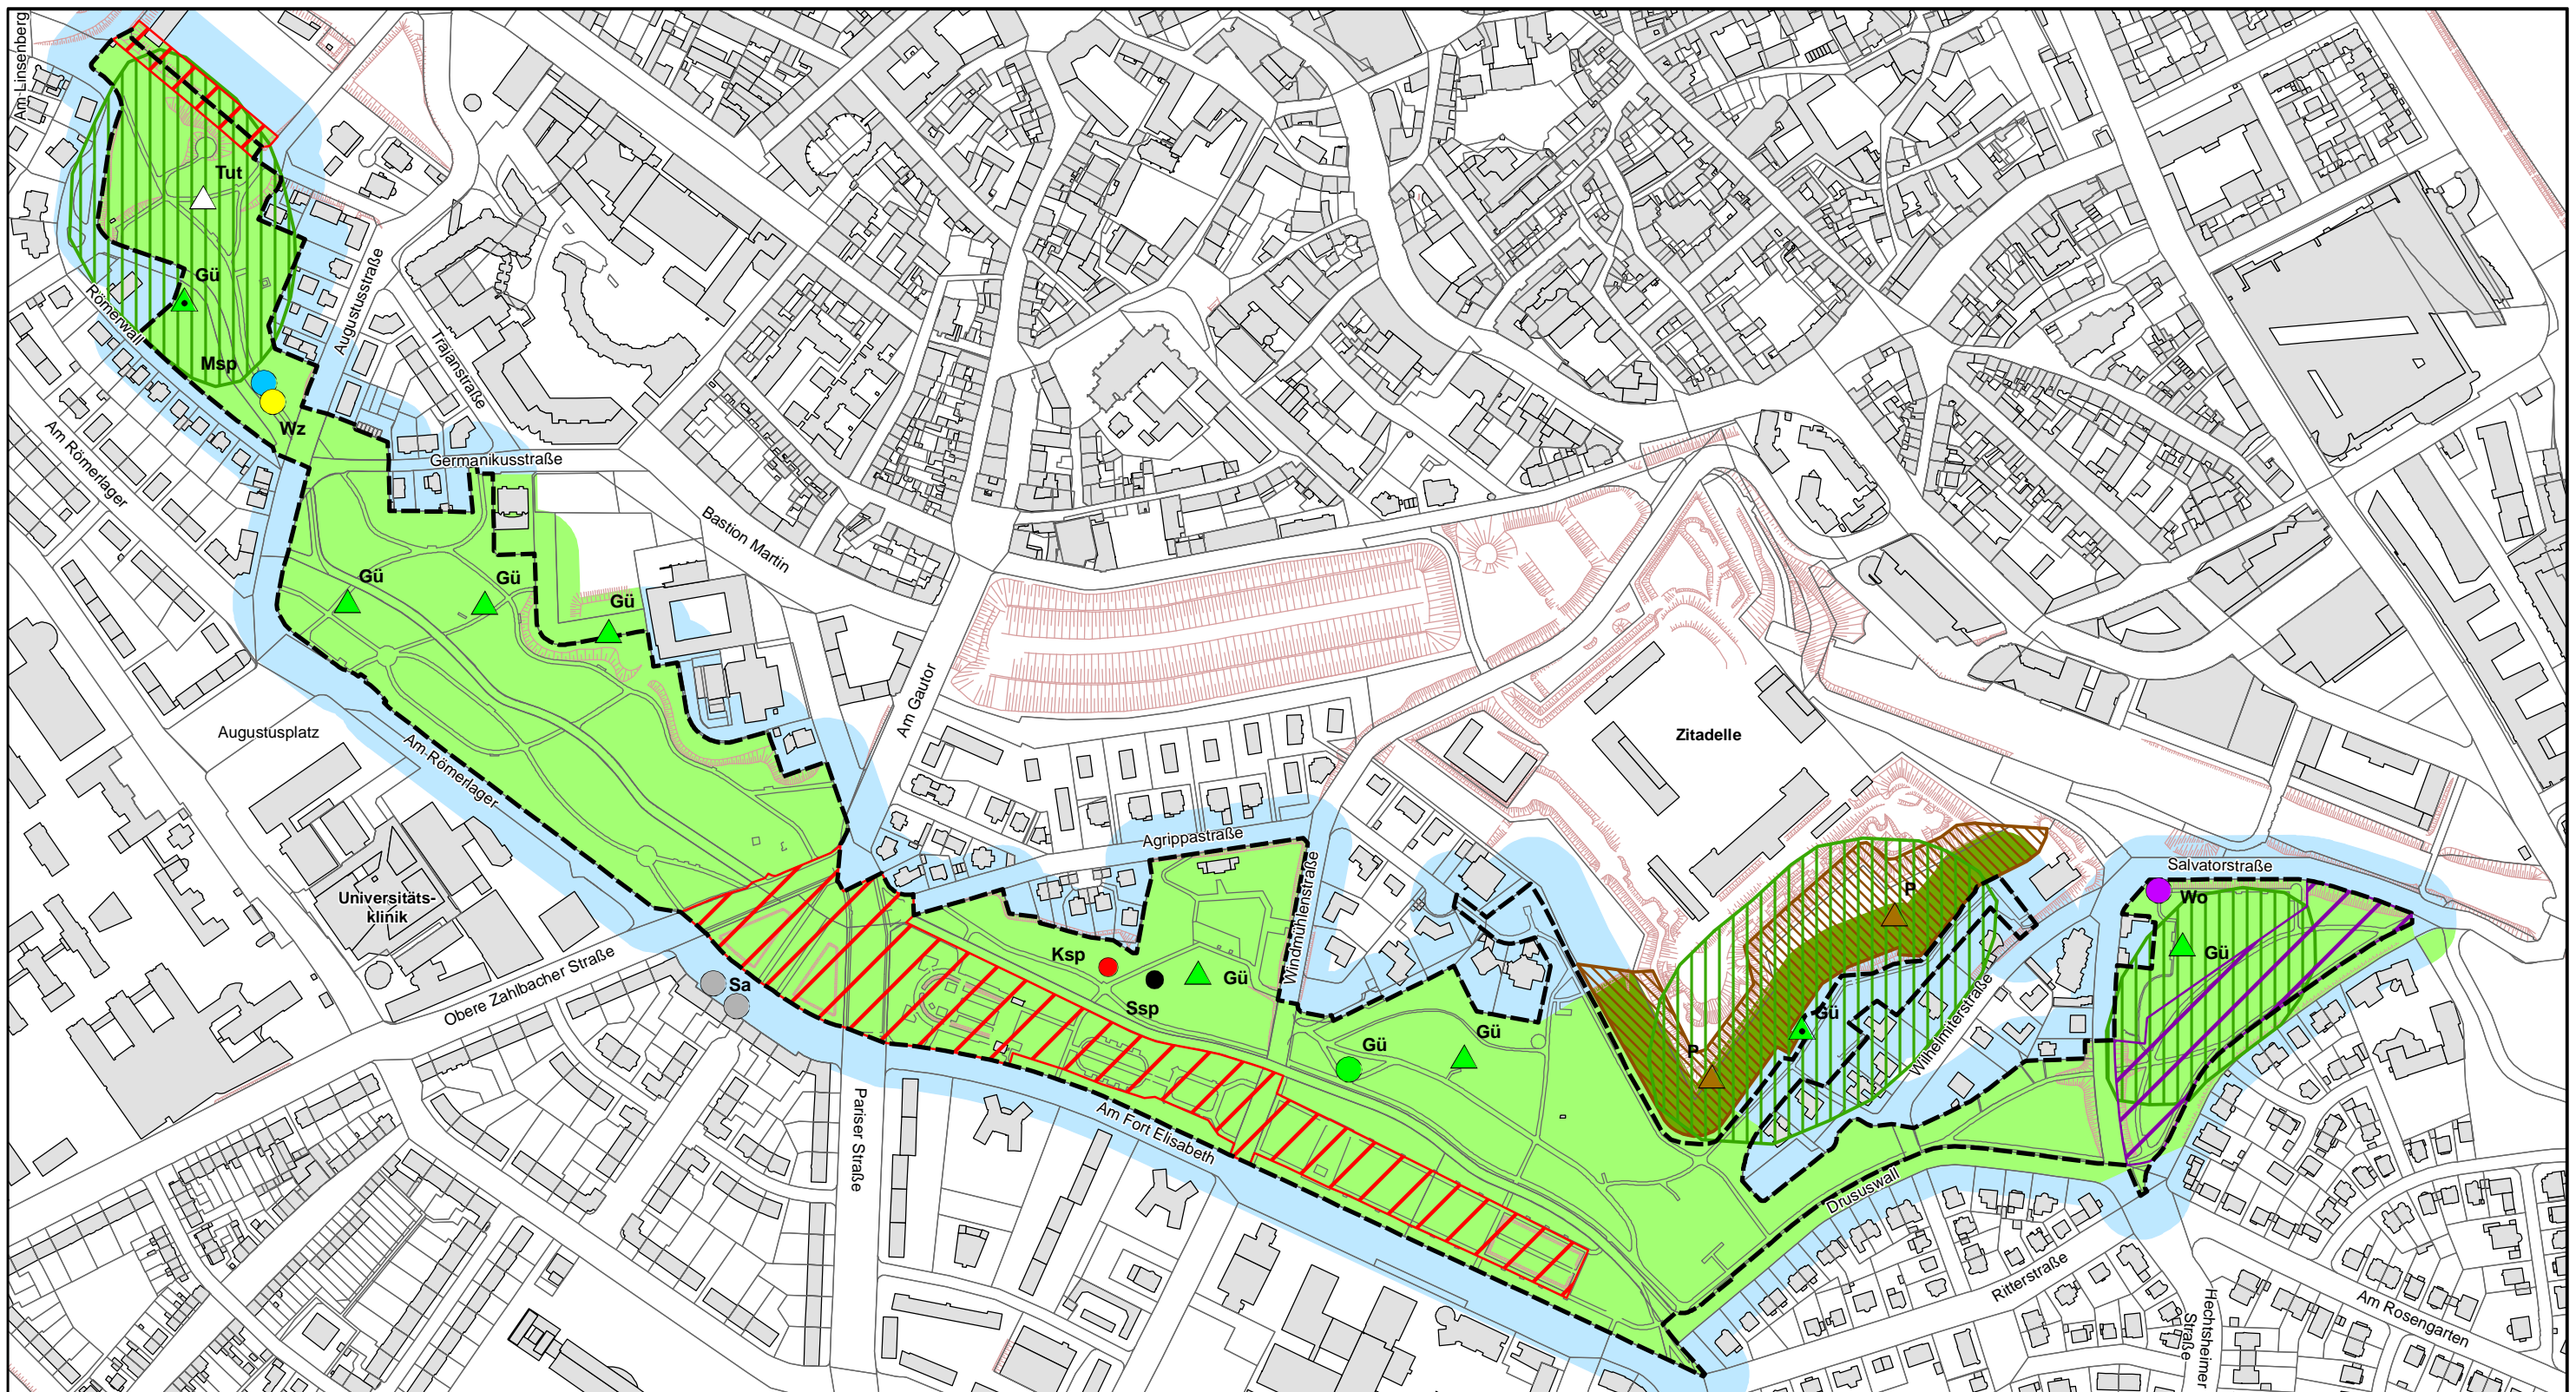 Am Linsenberg
Tut
Gü
Römerwall
Augustusstraße
Msp
Trajanstraße
Wz
Am Römerlager
Germanikusstraße
Bastion Martin
Gü
Gü
Gü
Am Gautor
Augustusplatz
Am Römerlager
Zitadelle
Agrippastraße
Salvatorstraße
Windmühlenstraße
Universitäts-
klinik
P
Wo
Gü
Ksp
Gü
Sa
Ssp
Obere Zahlbacher Straße
Gü
Gü
Gü
P
Wilhelmiterstraße
Pariser Straße
Am Fort Elisabeth
Drususwall
Ritterstraße
Hechtsheimer
Straße
Am Rosengarten